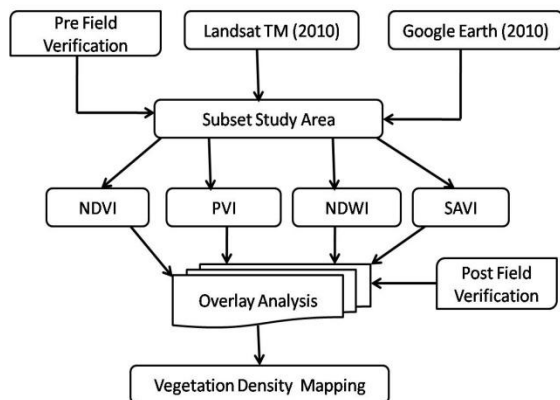 Pre Field
Verification
Landsat TM (2010)
Google Earth (2010)
Subset Study Area
NDVI
PVI
NDWI
SAVI
Overlay Analysis
Post Field
Verification
Vegetation Density Mapping